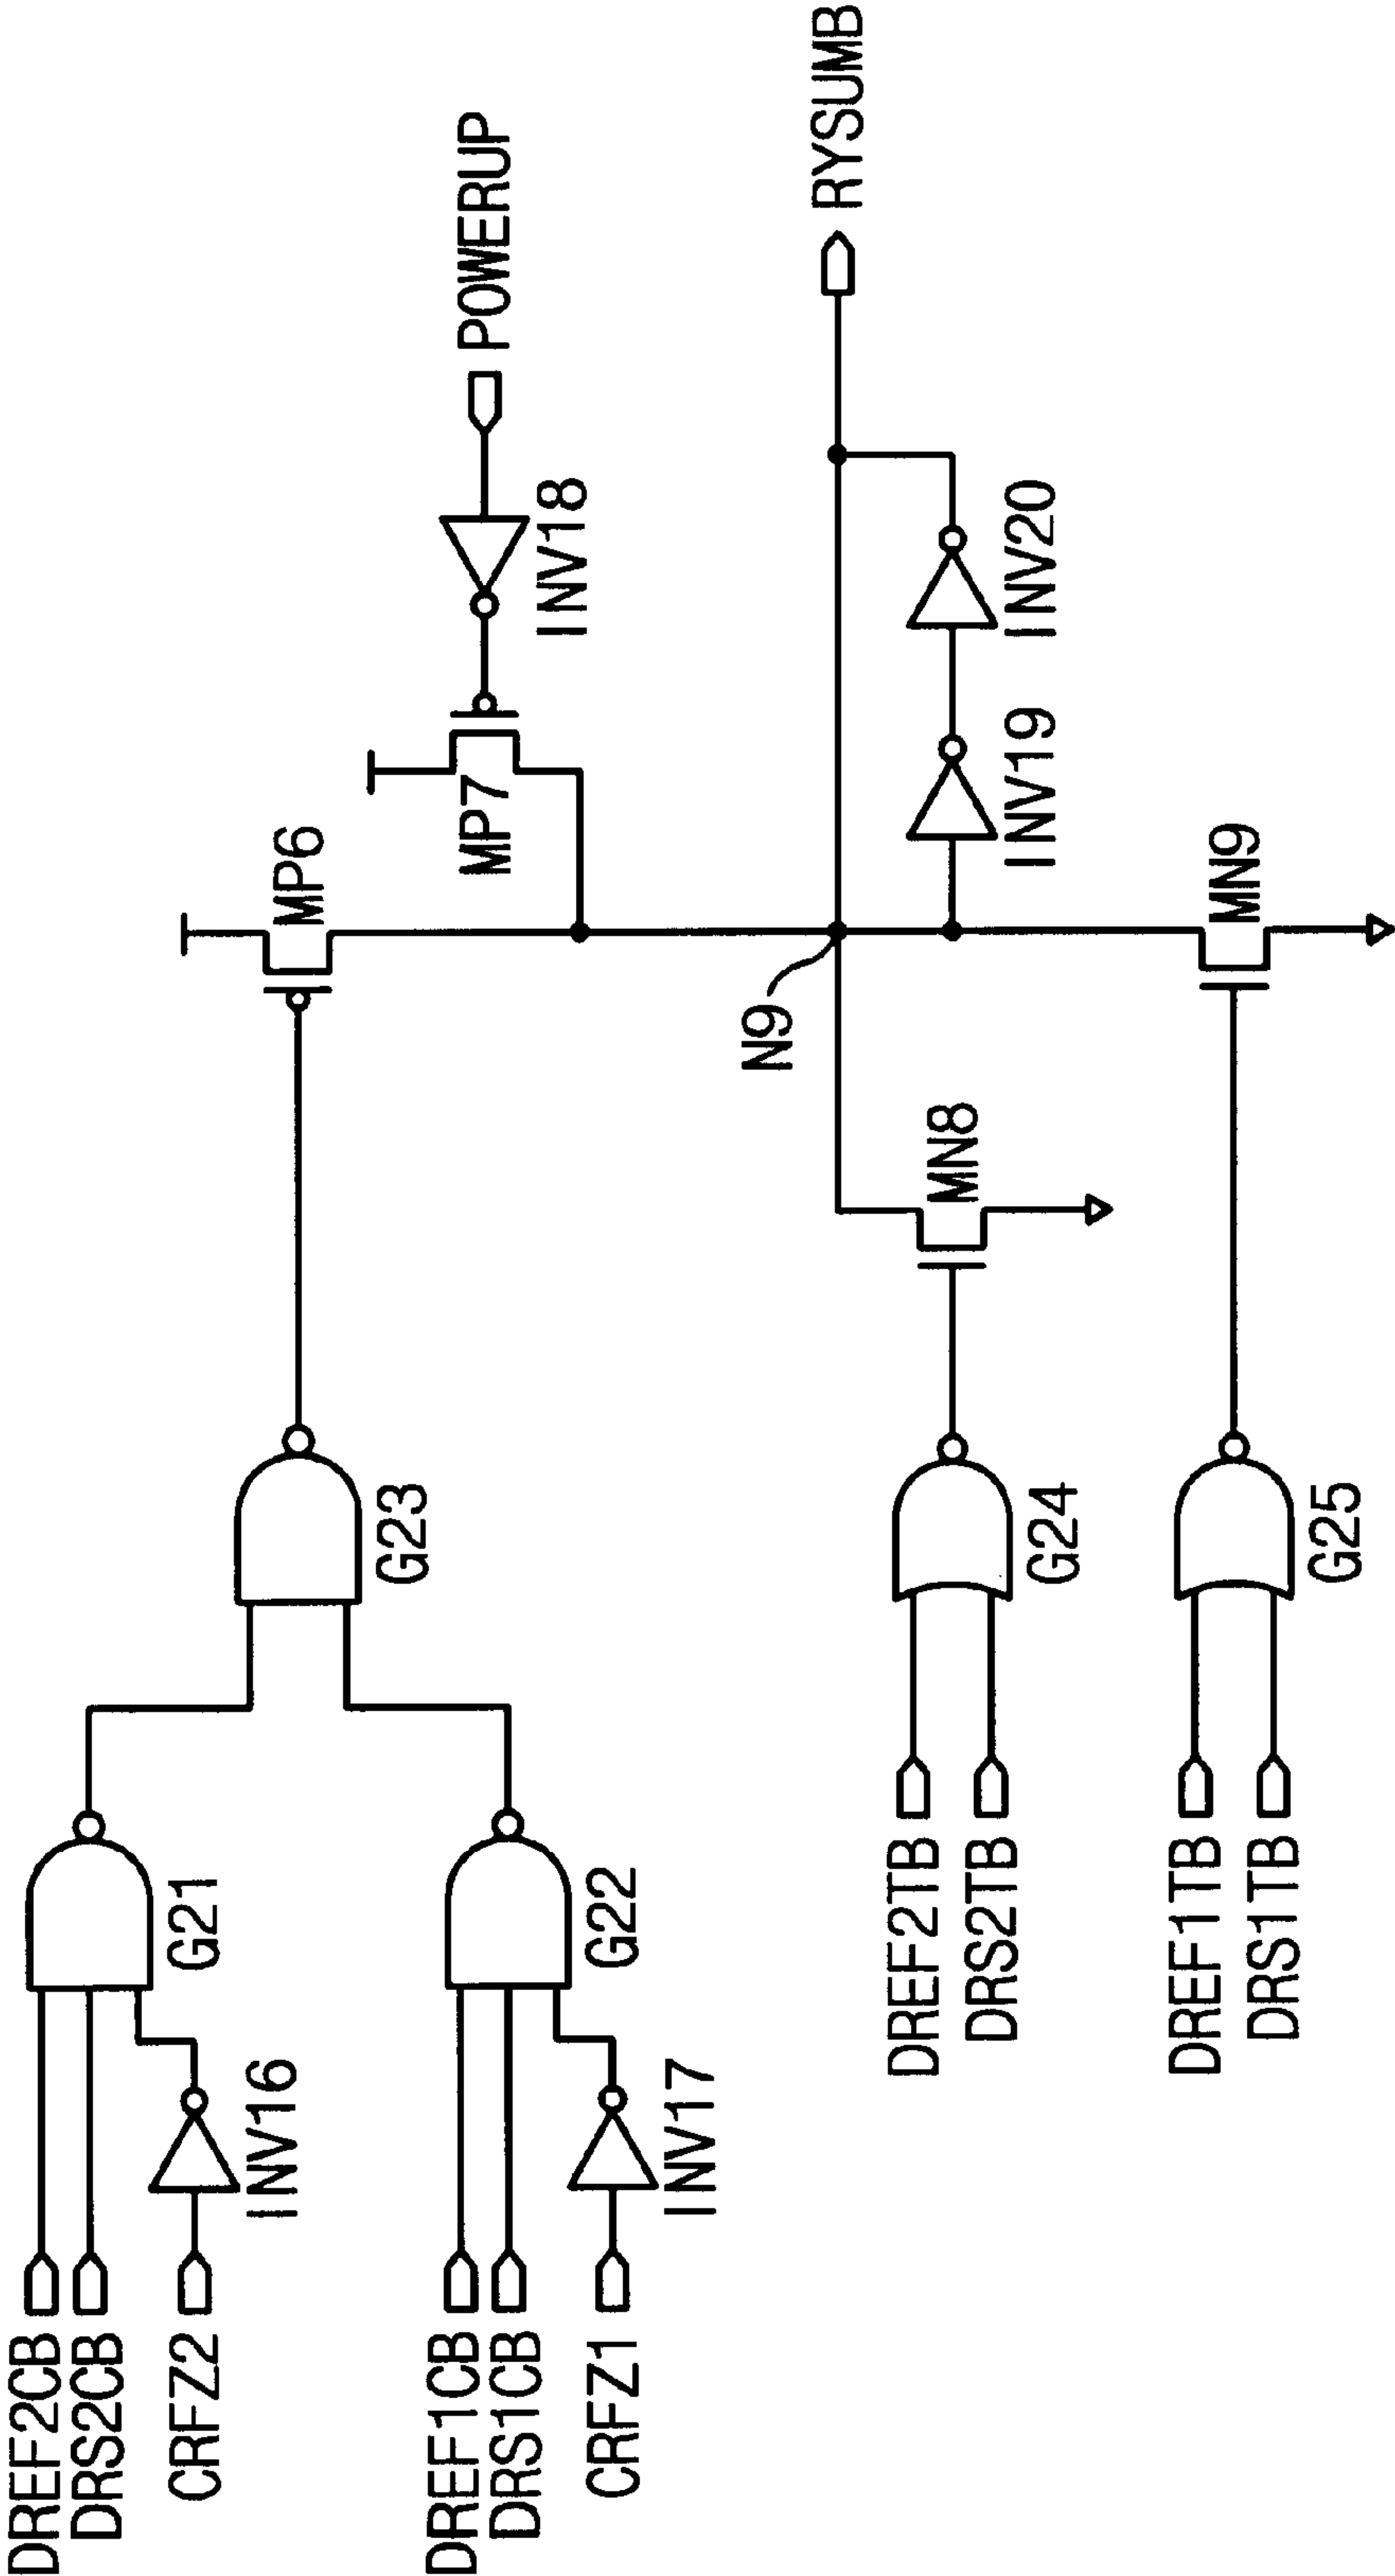 DREF2CB
DRS2CB
CRFZ2
INV16
G21
DREF1CB
DRS1CB
CRFZ1
INV17
G22
G23
MP6
MP7
INV18
POWERUP
N9
RYSUMB
INV19
INV20
DREF2TB
DRS2TB
G24
MN8
DREF1TB
DRS1TB
G25
MN9